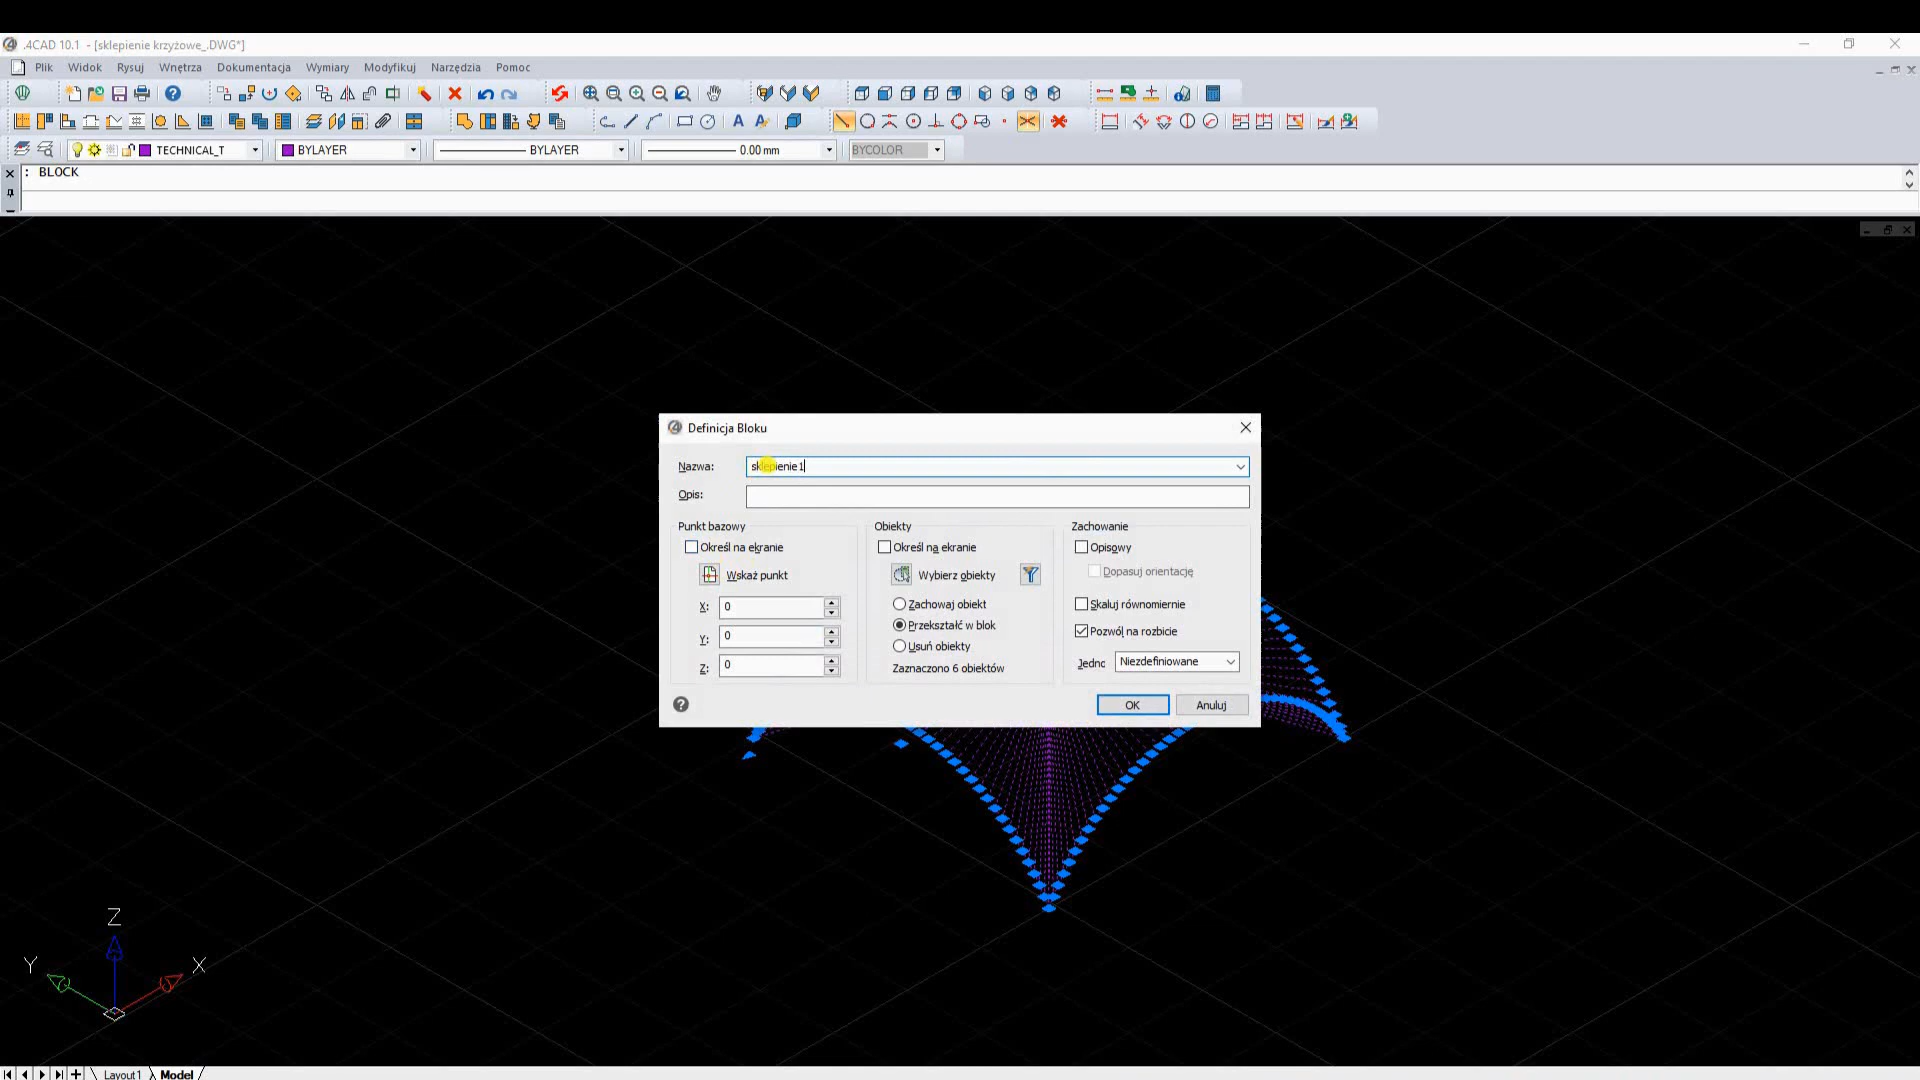 .4CAD 10.1 - [sklepienie krzyżowe_.DWG*]
Plik Widok Rysuj Wnętrza Dokumentacja Wymiary Modyfikuj Narzędzia Pomoc
TECHNICAL_T BYLAYER BYLAYER 0.00 mm BYCOLOR
: BLOCK
Definicja Bloku
Nazwa: sklepienie1
Opis:
Punkt bazowy
Określ na ekranie
Wskaż punkt
X: 0
Y: 0
Z: 0
Obiekty
Określ na ekranie
Wybierz obiekty
Zachowaj obiekt
Przekształć w blok
Usuń obiekty
Zaznaczono 6 obiektów
Zachowanie
Opisowy
Dopasuj orientację
Skaluj równomiernie
Pozwól na rozbicie
Jedno Niezdefiniowane
OK Anuluj
Z
Y X
Layout1 Model